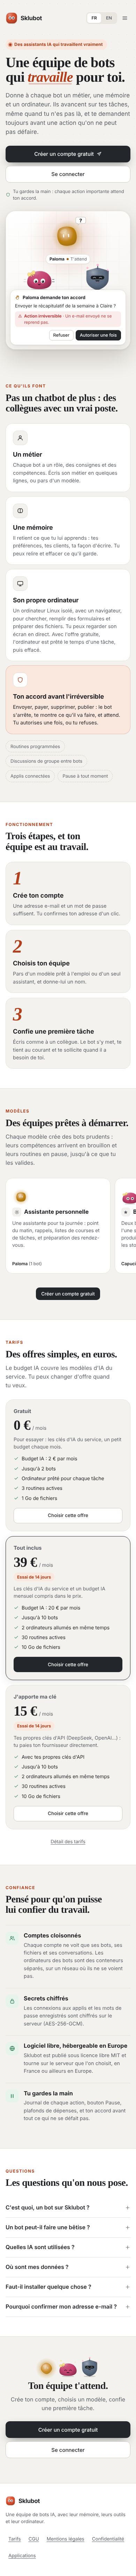 Sklubot
FR EN
Des assistants IA qui travaillent vraiment
Une équipe de bots
qui travaille pour toi.
Des bots qui ont un métier, une mémoire
et un ordinateur. Ils avancent sur tes tâches,
même la nuit, et te demandent toujours ton
accord avant quelque chose qu'on ne peut
pas défaire.
Créer un compte gratuit
Se connecter
Tu gardes la main : chaque action importante attend
ton accord.
?
Paloma • T'attend
Paloma demande ton accord
Envoyer le récapitulatif de la semaine à Claire ?
Action irréversible : Un e-mail envoyé ne se
reprend pas.
Refuser
Autoriser une fois
CE QU'ILS FONT
Pas un chatbot de plus : des
collègues avec un vrai poste.
Un métier
Chaque bot a un rôle, des consignes et des
compétences. Écris son métier en quelques
lignes, ou pars d'un modèle.
Une mémoire
Il retient ce que tu lui apprends : tes
préférences, tes clients, ta façon d'écrire. Tu
peux relire et effacer ce qu'il garde.
Son propre ordinateur
Un ordinateur Linux isolé, avec un navigateur,
pour chercher, remplir des formulaires et
préparer des fichiers. Tu peux regarder son
écran en direct. Avec l'offre gratuite,
l'ordinateur est prêté le temps d'une tâche,
puis effacé.
Ton accord avant l'irréversible
Envoyer, payer, supprimer, publier : le bot
s'arrête, te montre ce qu'il va faire, et attend.
Tu autorises une fois, ou tu refuses.
Routines programmées
Discussions de groupe entre bots
Applis connectées
Pause à tout moment
FONCTIONNEMENT
Trois étapes, et ton
équipe est au travail.
1
Crée ton compte
Une adresse e-mail et un mot de passe
suffisent. Tu confirmes ton adresse d'un clic.
2
Choisis ton équipe
Pars d'un modèle prêt à l'emploi ou d'un seul
assistant, et donne-lui un nom.
3
Confie une première tâche
Écris comme à un collègue. Le bot s'y met, te
tient au courant et te sollicite quand il a
besoin de toi.
MODÈLES
Des équipes prêtes à démarrer.
Chaque modèle crée des bots prédéfinis :
métiers, routines en pause, jusqu'à ce que tu
les valides.
Assistante personnelle
Une assistante pour la journée : point
du matin, rappels, listes de courses et
de tâches, et préparation des rendez-
vous.
Paloma (1 bot)
Créer un compte gratuit
TARIFS
Des offres simples, en euros.
Le budget IA couvre les modèles d'IA du
service. Tu peux changer d'offre quand
tu veux.
Gratuit
0 € / mois
Pour essayer : les clés d'IA du service, un petit
budget chaque mois.
Budget IA : 2 € par mois
Jusqu'à 2 bots
Ordinateur prêté pour chaque tâche
3 routines actives
1 Go de fichiers
Choisir cette offre
Tout inclus
39 € / mois
Essai de 14 jours
Les clés d'IA du service et un budget IA
mensuel compris dans le prix.
Budget IA : 20 € par mois
Jusqu'à 10 bots
2 ordinateurs allumés en même temps
30 routines actives
10 Go de fichiers
Choisir cette offre
J'apporte ma clé
15 € / mois
Essai de 14 jours
Tes propres clés d'API (DeepSeek, OpenAI…) :
tu paies ton fournisseur directement.
Avec tes propres clés d'API
Jusqu'à 10 bots
2 ordinateurs allumés en même temps
30 routines actives
10 Go de fichiers
Choisir cette offre
Détail des tarifs
CONFIANCE
Pensé pour qu'on puisse
lui confier du travail.
Comptes cloisonnés
Chaque compte ne voit que ses bots, ses
fichiers et ses conversations. Les
ordinateurs des bots sont des conteneurs
séparés, sur un réseau où ils ne se voient
pas.
Secrets chiffrés
Les connexions aux applis et les mots de
passe enregistrés sont chiffrés sur le
serveur (AES-256-GCM).
Logiciel libre, hébergeable en Europe
Sklubot est publié sous licence libre MIT et
tourne sur le serveur que l'on choisit, en
France ou ailleurs en Europe.
Tu gardes la main
Journal de chaque action, bouton Pause,
plafonds de dépense, et ton accord avant
tout ce qui ne se défait pas.
QUESTIONS
Les questions qu'on nous pose.
C'est quoi, un bot sur Sklubot ?
Un bot peut-il faire une bêtise ?
Quelles IA sont utilisées ?
Où sont mes données ?
Faut-il installer quelque chose ?
Pourquoi confirmer mon adresse e-mail ?
Ton équipe t'attend.
Crée ton compte, choisis un modèle, confie
une première tâche.
Créer un compte gratuit
Se connecter
Sklubot
Une équipe de bots IA, avec leur mémoire, leurs outils
et leur ordinateur.
Tarifs CGU Mentions légales Confidentialité
Applications